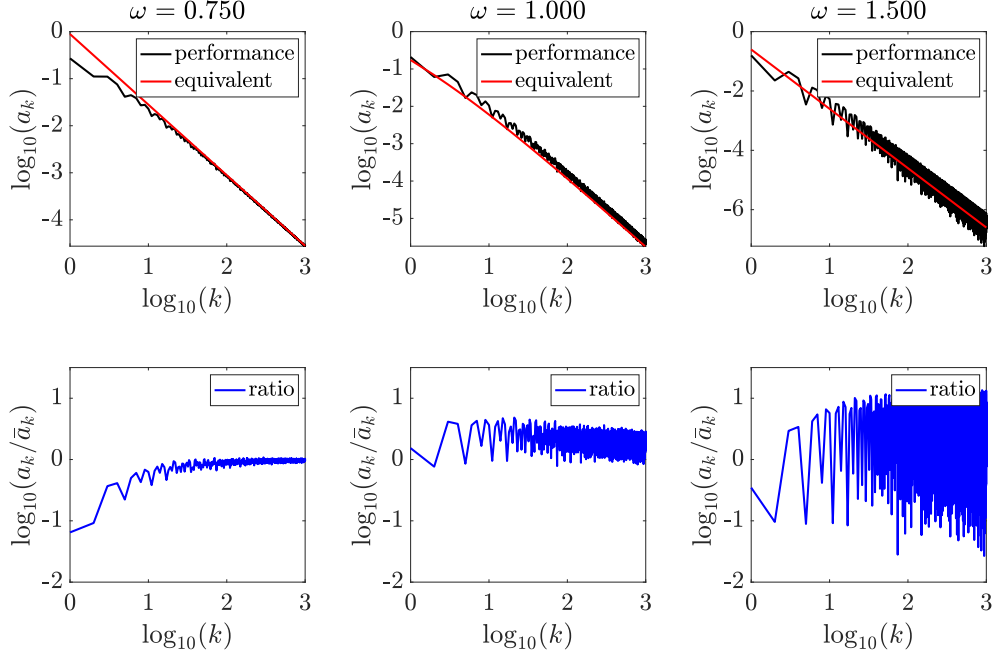 ω = 0.750
0
-1
-2
-3
-4
log₁₀(aₖ)
performance
equivalent
0 1 2 3
log₁₀(k)
ω = 1.000
0
-1
-2
-3
-4
-5
log₁₀(aₖ)
performance
equivalent
0 1 2 3
log₁₀(k)
ω = 1.500
0
-2
-4
-6
log₁₀(aₖ)
performance
equivalent
0 1 2 3
log₁₀(k)
1
0
-1
-2
log₁₀(aₖ/āₖ)
ratio
0 1 2 3
log₁₀(k)
1
0
-1
-2
log₁₀(aₖ/āₖ)
ratio
0 1 2 3
log₁₀(k)
1
0
-1
-2
log₁₀(aₖ/āₖ)
ratio
0 1 2 3
log₁₀(k)